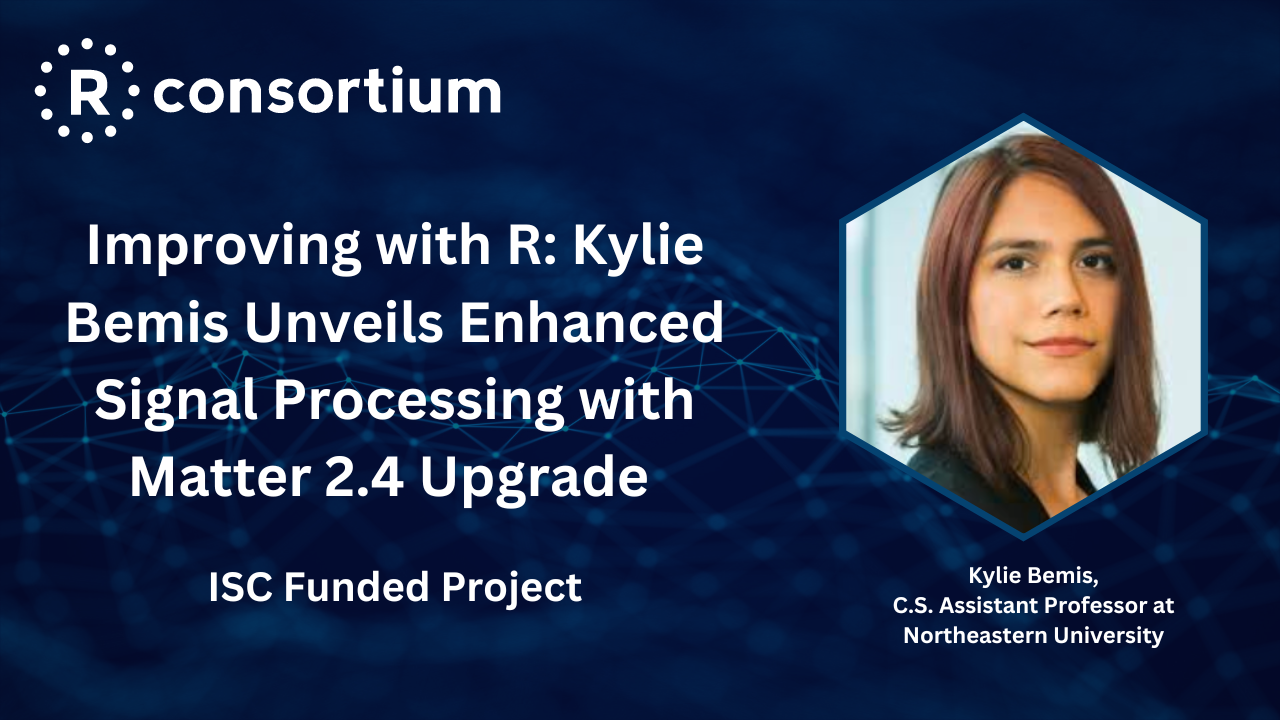 R consortium
Improving with R: Kylie
Bemis Unveils Enhanced
Signal Processing with
Matter 2.4 Upgrade
ISC Funded Project
Kylie Bemis,
C.S. Assistant Professor at
Northeastern University